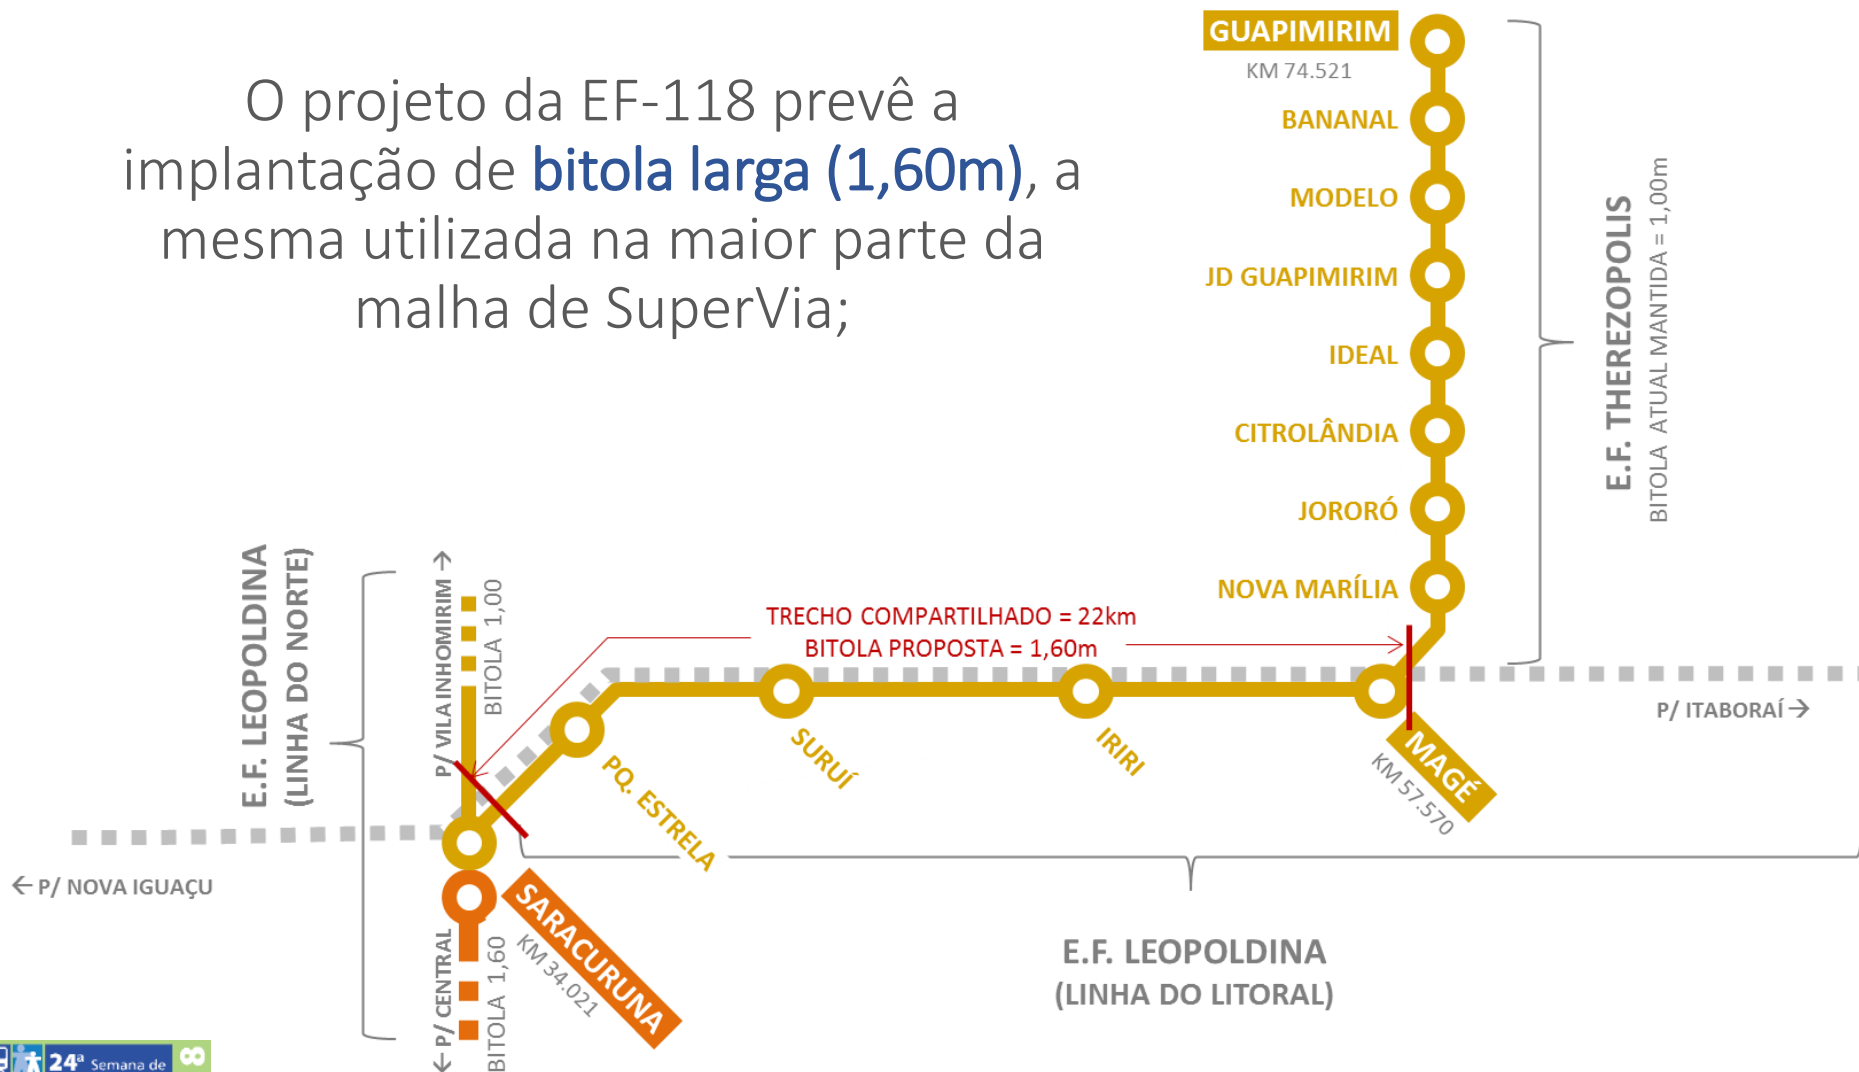 O projeto da EF-118 prevê a
implantação de bitola larga (1,60m), a
mesma utilizada na maior parte da
malha de SuperVia;
GUAPIMIRIM
KM 74.521
BANANAL
MODELO
JD GUAPIMIRIM
IDEAL
CITROLÂNDIA
JORORÓ
NOVA MARÍLIA
E.F. THEREZOPOLIS
BITOLA ATUAL MANTIDA = 1,00m
E.F. LEOPOLDINA
(LINHA DO NORTE)
P/ VILA INHOMIRIM →
BITOLA 1,00
TRECHO COMPARTILHADO = 22km
BITOLA PROPOSTA = 1,60m
PQ. ESTRELA
SURUÍ
IRIRI
MAGÉ
KM 57.570
P/ ITABORAÍ →
← P/ NOVA IGUAÇU
SARACURUNA
KM 34.021
← P/ CENTRAL
BITOLA 1,60
E.F. LEOPOLDINA
(LINHA DO LITORAL)
24ª Semana de